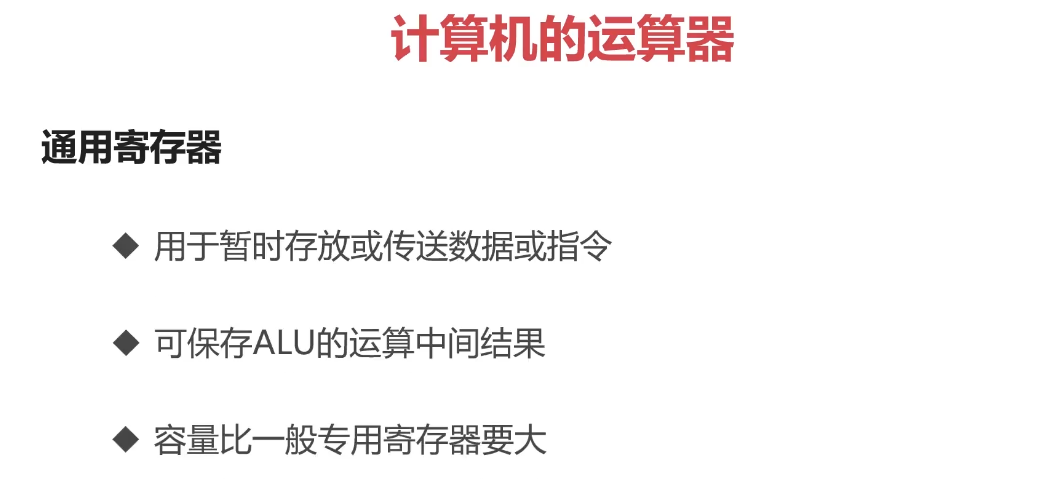 计算机的运算器
通用寄存器
◆ 用于暂时存放或传送数据或指令
◆ 可保存ALU的运算中间结果
◆ 容量比一般专用寄存器要大